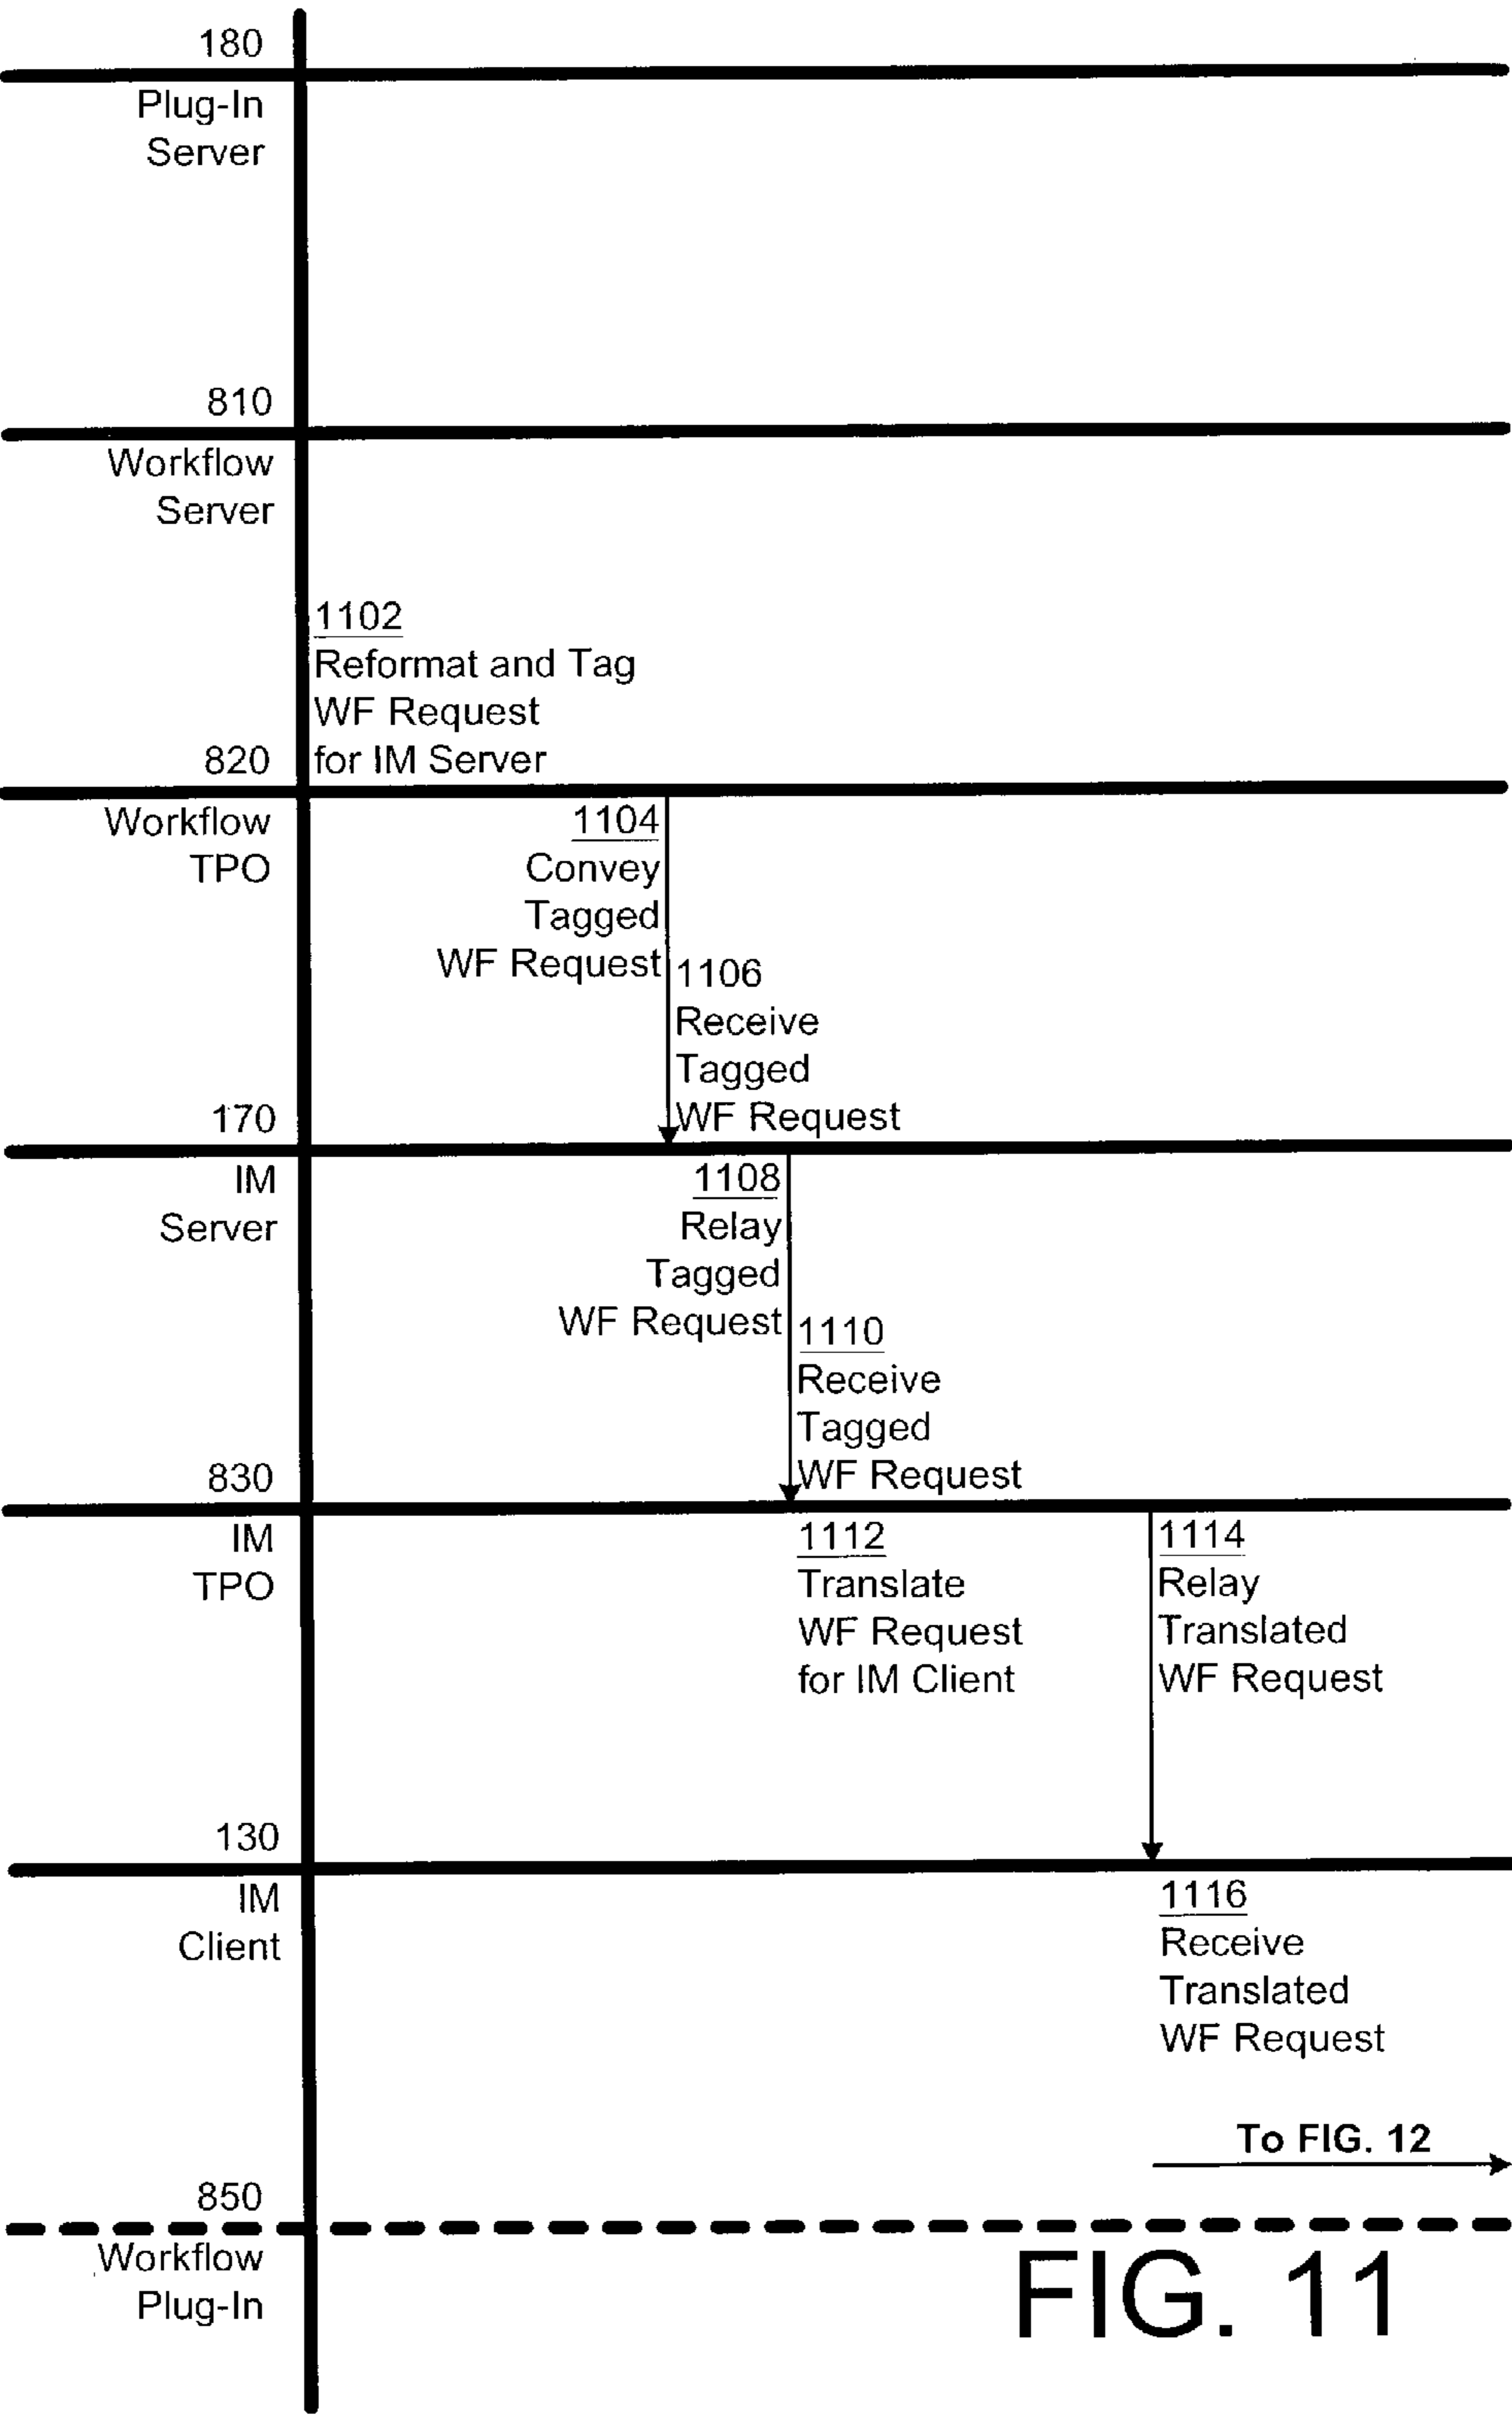 180
Plug-In
Server
810
Workflow
Server
1102
Reformat and Tag
WF Request
for IM Server
820
Workflow
TPO
1104
Convey
Tagged
WF Request
1106
Receive
Tagged
WF Request
170
IM
Server
1108
Relay
Tagged
WF Request
1110
Receive
Tagged
WF Request
830
IM
TPO
1112
Translate
WF Request
for IM Client
1114
Relay
Translated
WF Request
130
IM
Client
1116
Receive
Translated
WF Request
To FIG. 12
850
Workflow
Plug-In
FIG. 11